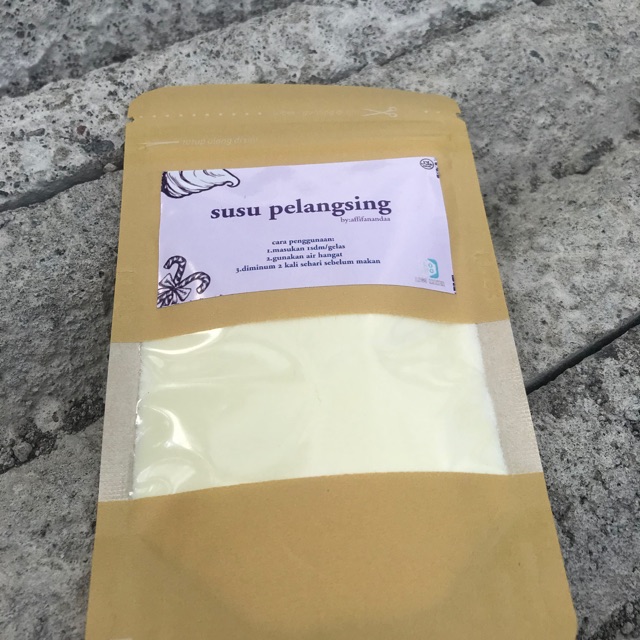 susu pelangsing
by:affifanandaa
cara penggunaan:
1.masukan 1sdm/gelas
2.gunakan air hangat
3.diminum 2 kali sehari sebelum makan